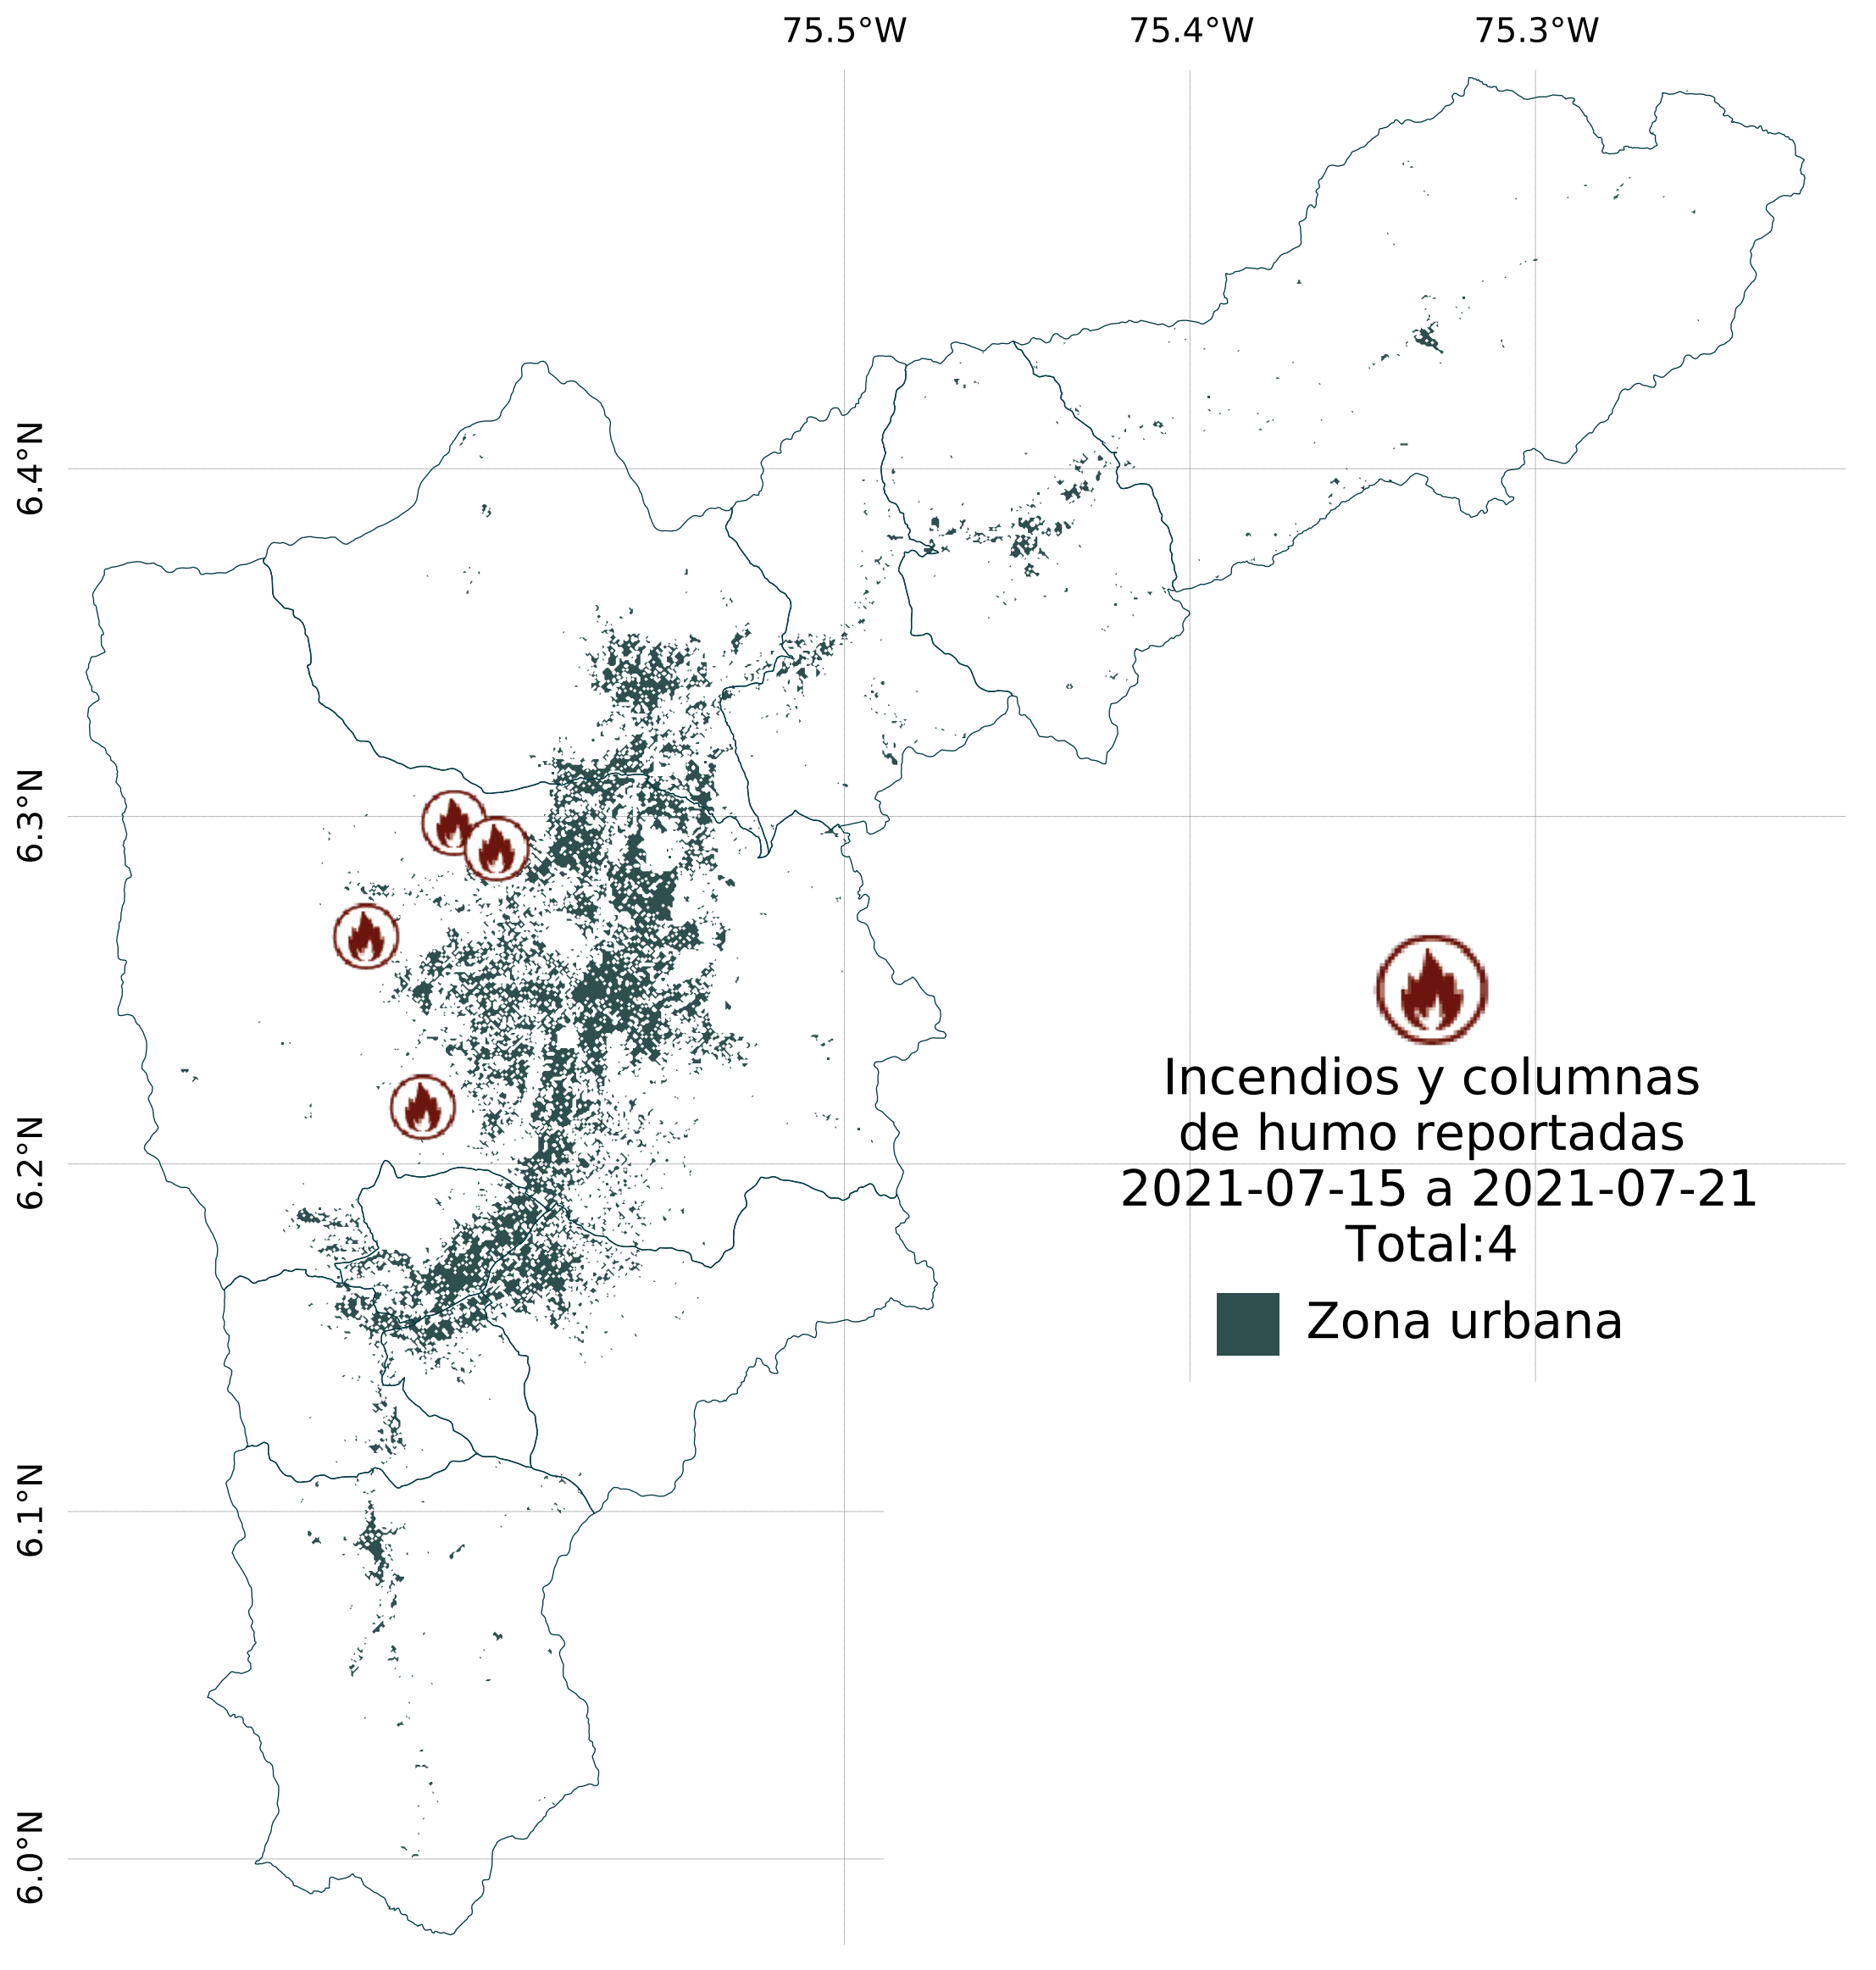 75.5°W 75.4°W 75.3°W
6.4°N
6.3°N
6.2°N
6.1°N
6.0°N
Incendios y columnas
de humo reportadas
2021-07-15 a 2021-07-21
Total:4
Zona urbana